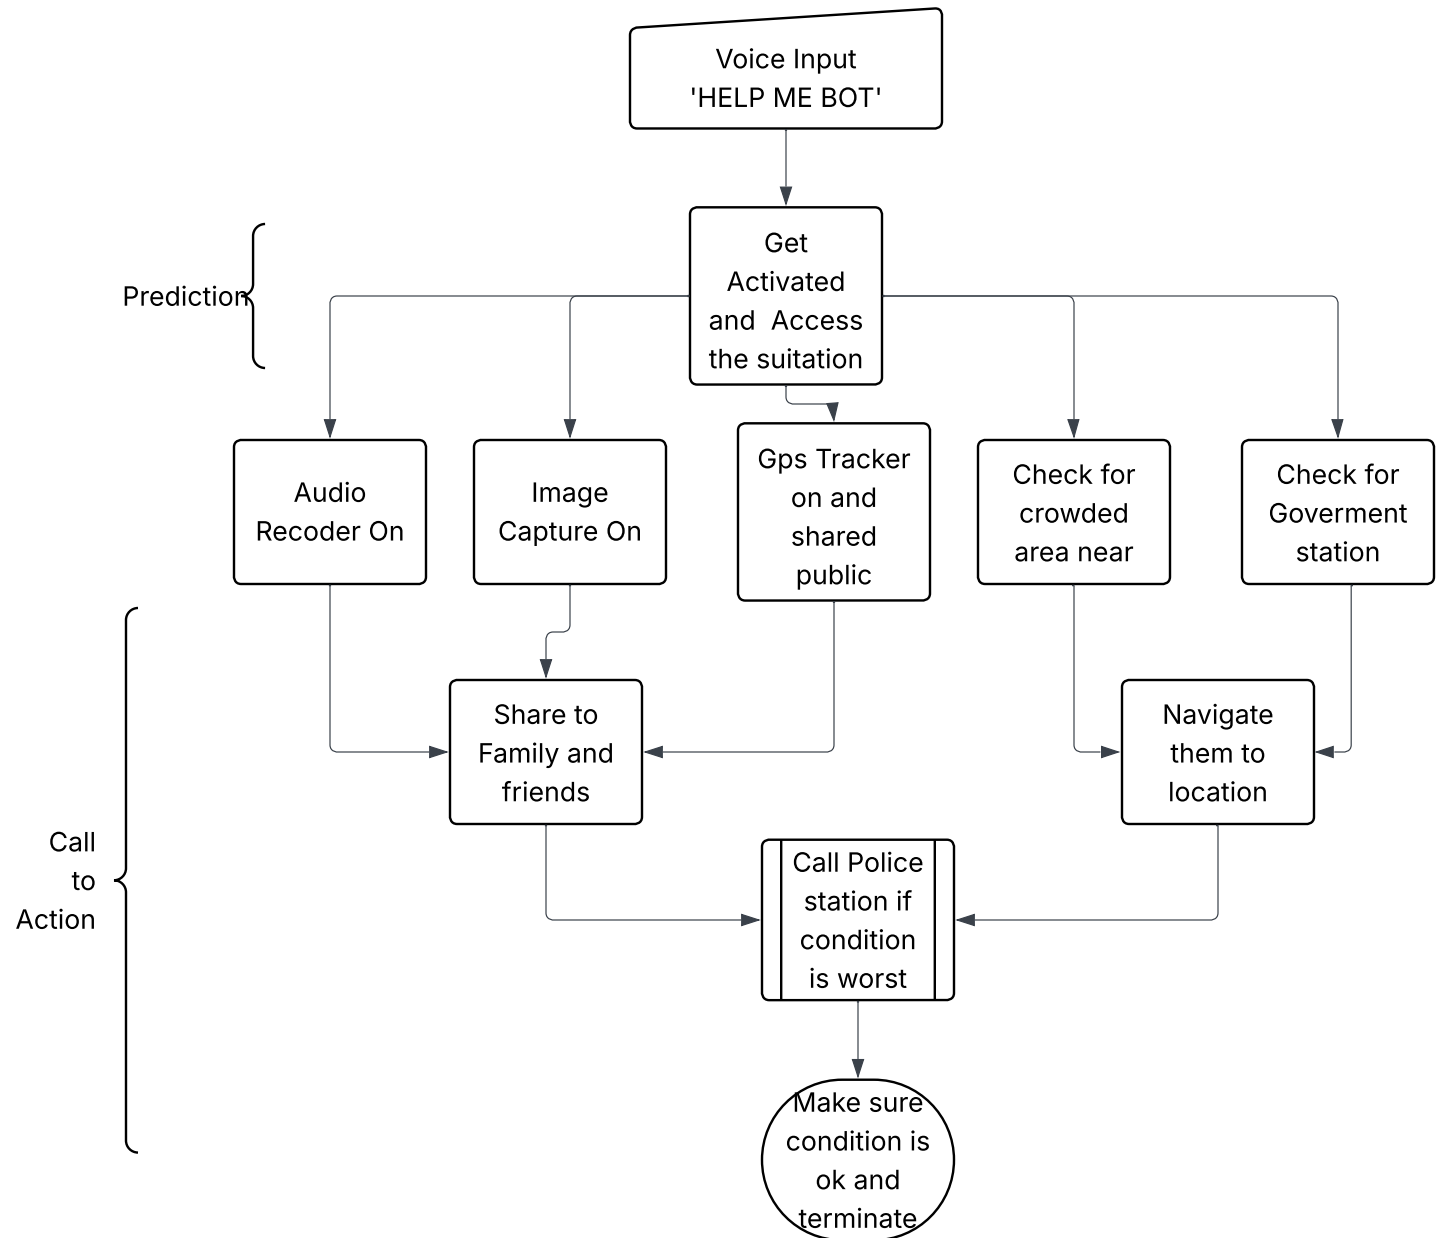 Voice Input
'HELP ME BOT'
Get
Activated
and  Access
the suitation
Prediction
Audio
Recoder On
Image
Capture On
Gps Tracker
on and
shared
public
Check for
crowded
area near
Check for
Goverment
station
Share to
Family and
friends
Navigate
them to
location
Call
to
Action
Call Police
station if
condition
is worst
Make sure
condition is
ok and
terminate